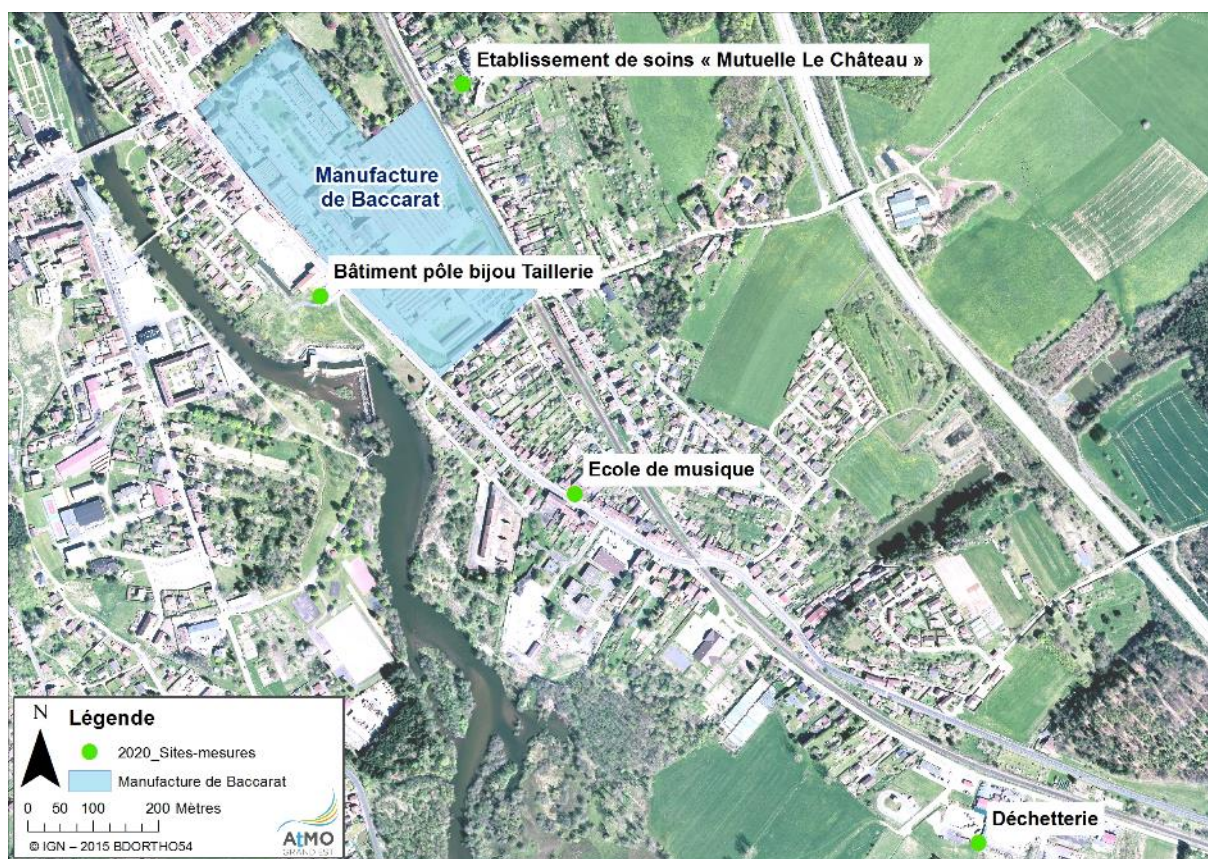 Etablissement de soins « Mutuelle Le Château »
Manufacture
de Baccarat
Bâtiment pôle bijou Taillerie
Ecole de musique
Déchetterie
N
Légende
2020_Sites-mesures
Manufacture de Baccarat
0 50 100 200 Mètres
© IGN – 2015 BDORTHO54
AtMO
GRAND EST